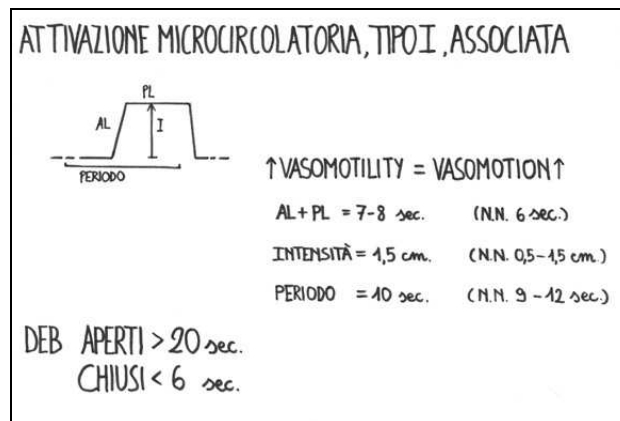 ATTIVAZIONE MICROCIRCOLATORIA, TIPO I, ASSOCIATA
PL
AL
I
PERIODO
↑ VASOMOTILITY = VASOMOTION ↑
AL + PL = 7-8 sec. (N.N. 6 sec.)
INTENSITÀ = 1,5 cm. (N.N. 0,5-1,5 cm.)
PERIODO = 10 sec. (N.N. 9 - 12 sec.)
DEB APERTI > 20 sec.
CHIUSI < 6 sec.